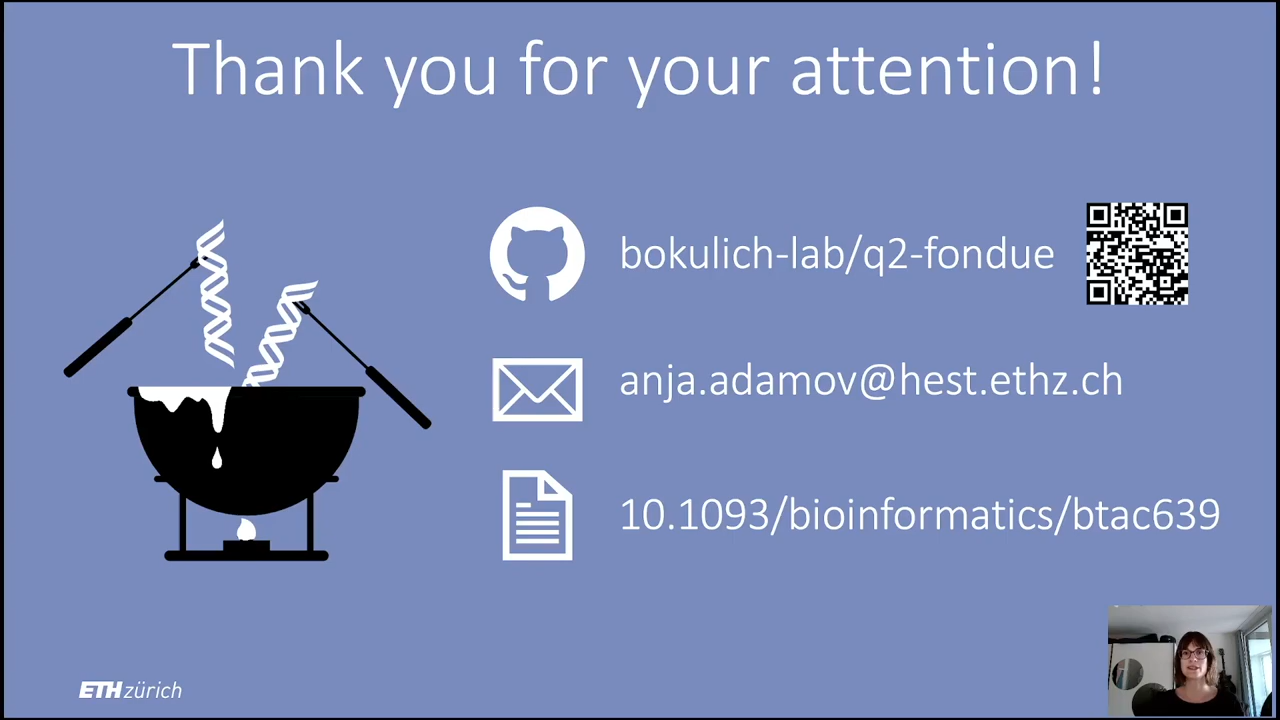 Thank you for your attention!
bokulich-lab/q2-fondue
anja.adamov@hest.ethz.ch
10.1093/bioinformatics/btac639
ETH zürich